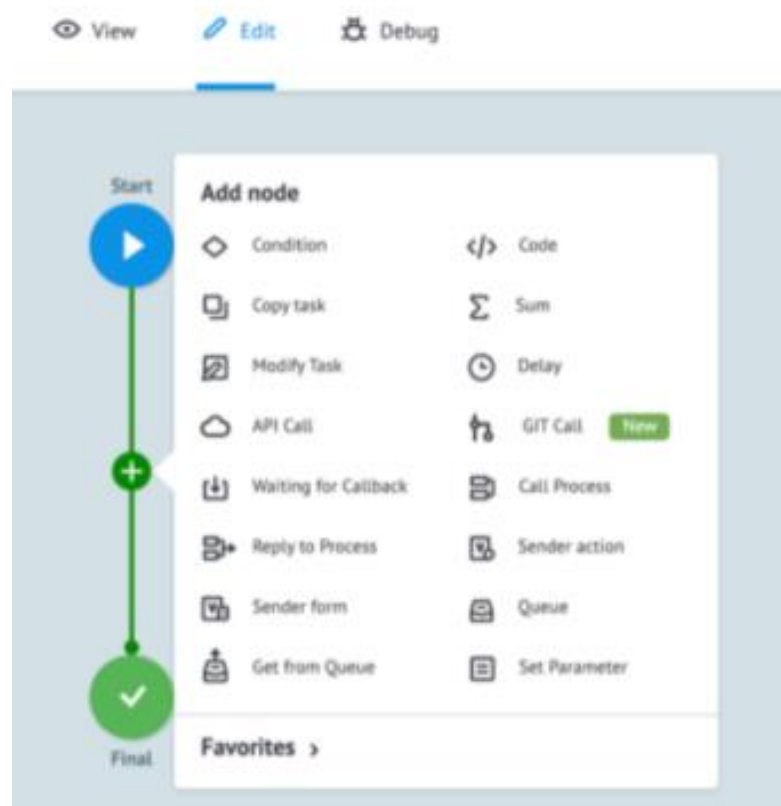 View Edit Debug
Start
Add node
Condition </> Code
Copy task Sum
Modify Task Delay
API Call GIT Call New
Waiting for Callback Call Process
Reply to Process Sender action
Sender form Queue
Get from Queue Set Parameter
Favorites >
Final